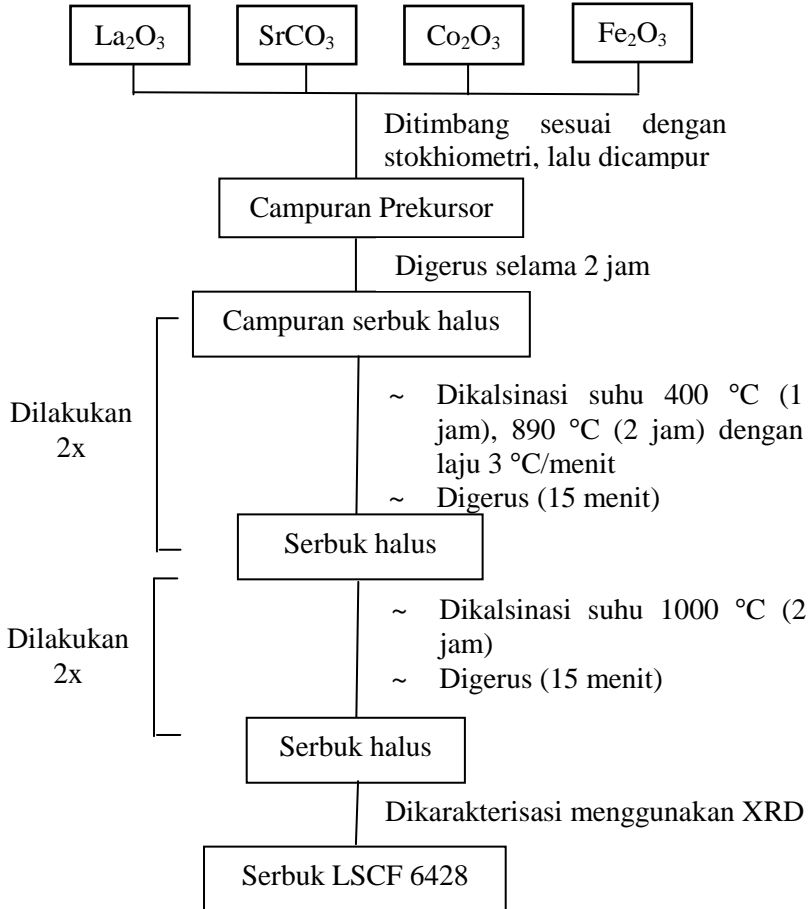 La₂O₃ SrCO₃ Co₂O₃ Fe₂O₃
Ditimbang sesuai dengan
stokhiometri, lalu dicampur
Campuran Prekursor
Digerus selama 2 jam
Campuran serbuk halus
Dilakukan
2x
~ Dikalsinasi suhu 400 °C (1
jam), 890 °C (2 jam) dengan
laju 3 °C/menit
~ Digerus (15 menit)
Serbuk halus
Dilakukan
2x
~ Dikalsinasi suhu 1000 °C (2
jam)
~ Digerus (15 menit)
Serbuk halus
Dikarakterisasi menggunakan XRD
Serbuk LSCF 6428